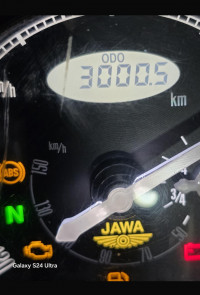 ODO
3000.5
km
km/h
ABS
150
130
N
3/4
JAWA
Galaxy S24 Ultra